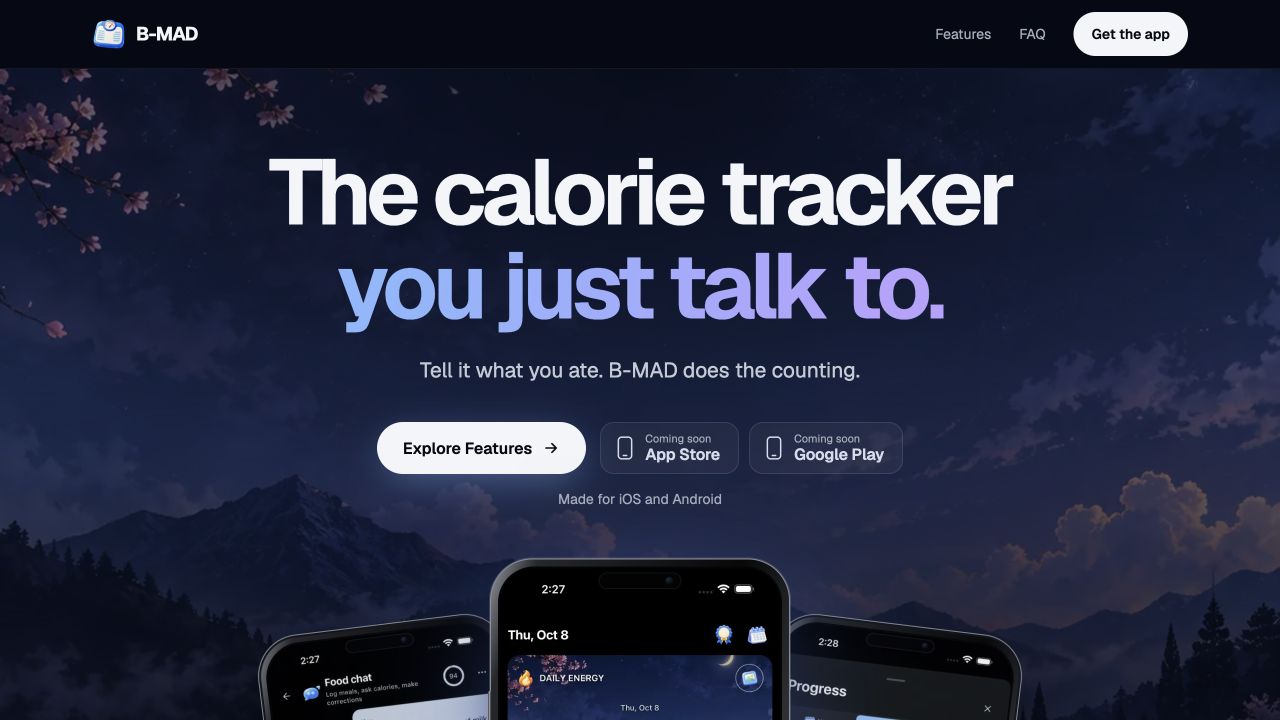 B-MAD
Features
FAQ
Get the app
The calorie tracker
you just talk to.
Tell it what you ate. B-MAD does the counting.
Explore Features →
Coming soon
App Store
Coming soon
Google Play
Made for iOS and Android
2:27
Food chat
Log meals, ask calories, make
corrections
94
2:27
Thu, Oct 8
DAILY ENERGY
Thu, Oct 8
2:28
Progress